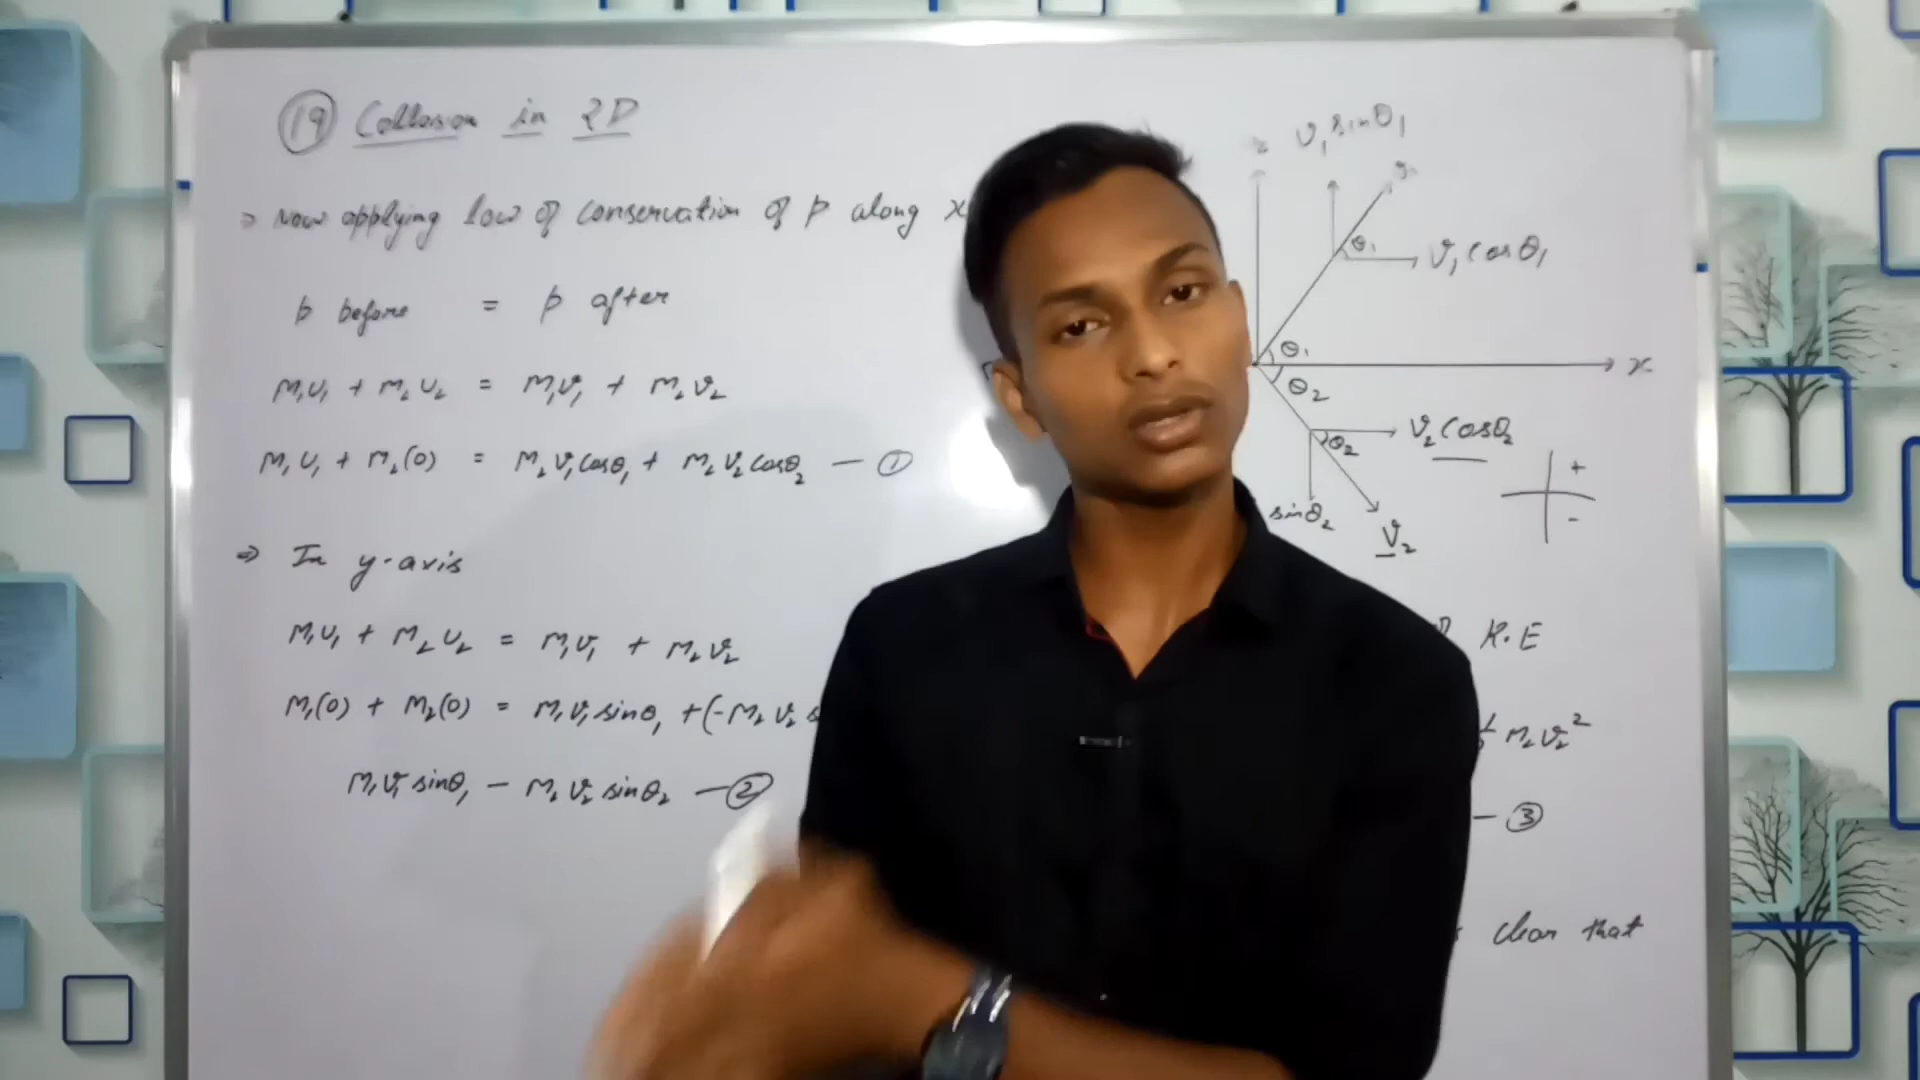 19 Collision in 2D
⇒ Now applying law of conservation of p along x
p before = p after
M₁U₁ + M₂U₂ = M₁V₁ + M₂V₂
M₁U₁ + M₂(0) = M₂V₁cosθ₁ + M₂V₂cosθ₂ — ①
⇒ In y-axis
M₁U₁ + M₂U₂ = M₁V₁ + M₂V₂
M₁(0) + M₂(0) = M₁V₁sinθ₁ + (-M₂V₂ s
M₁V₁sinθ₁ - M₂V₂sinθ₂ — ②
V₁sinθ₁
θ₁
V₁cosθ₁
θ₁
x
θ₂
V₂cosθ₂
θ₂
sinθ₂
V₂
+
-
K.E
M₂V₂²
— ③
clear that